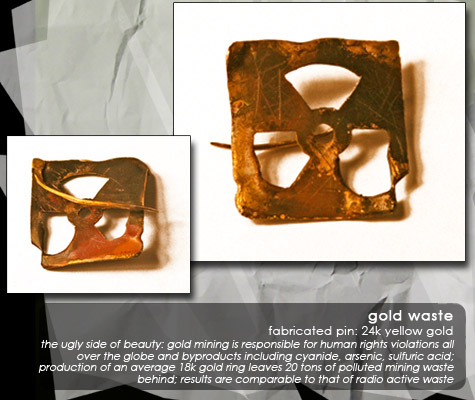 gold waste
fabricated pin: 24k yellow gold
the ugly side of beauty: gold mining is responsible for human rights violations all
over the globe and byproducts including cyanide, arsenic, sulfuric acid;
production of an average 18k gold ring leaves 20 tons of polluted mining waste
behind; results are comparable to that of radio active waste